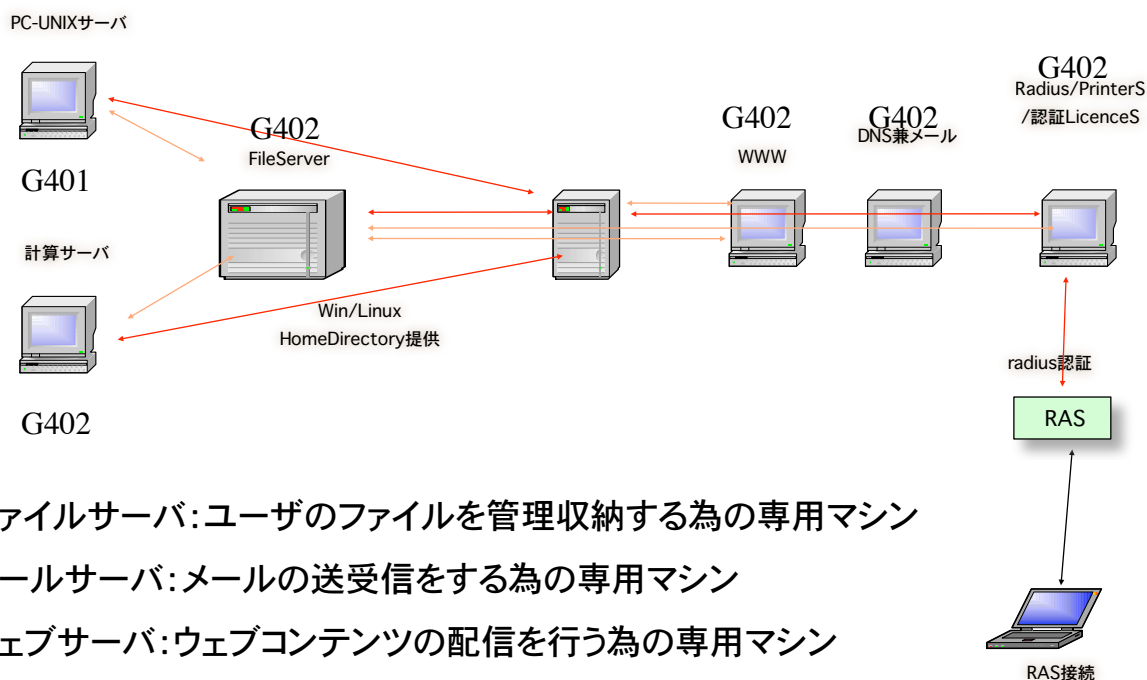 PC-UNIXサーバ
G401
計算サーバ
G402
G402
FileServer
Win/Linux
HomeDirectory提供
G402
WWW
G402
DNS兼メール
G402
Radius/PrinterS
/認証LicenceS
radius認証
RAS
RAS接続
ァイルサーバ:ユーザのファイルを管理収納する為の専用マシン
ールサーバ:メールの送受信をする為の専用マシン
ェブサーバ:ウェブコンテンツの配信を行う為の専用マシン